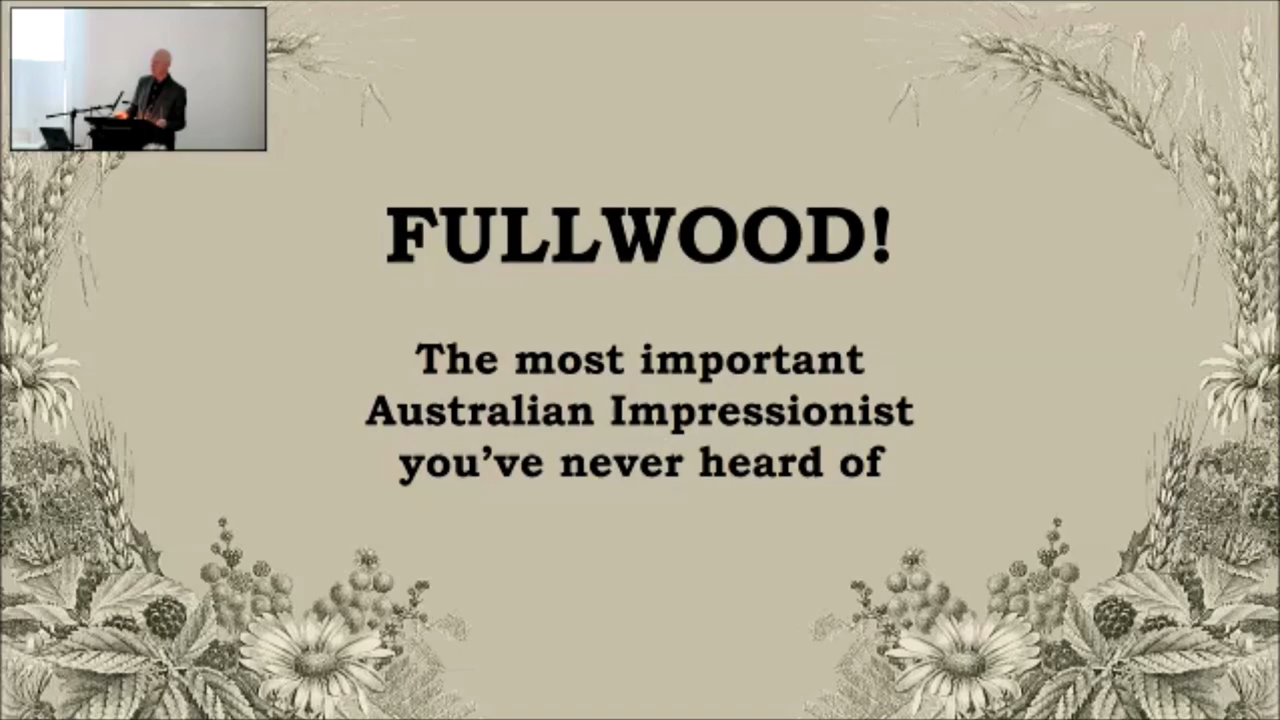 FULLWOOD!
The most important
Australian Impressionist
you’ve never heard of